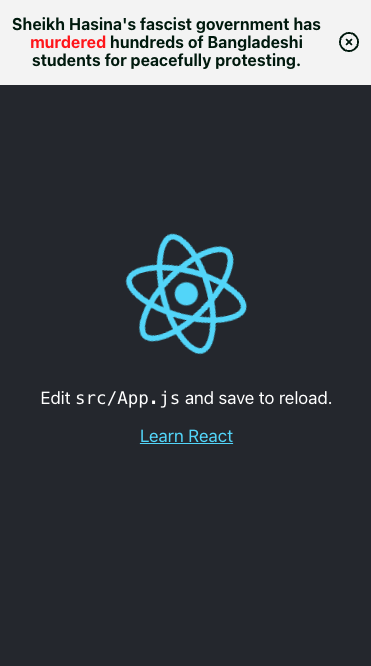 Sheikh Hasina's fascist government has
murdered hundreds of Bangladeshi
students for peacefully protesting.
Edit src/App.js and save to reload.
Learn React